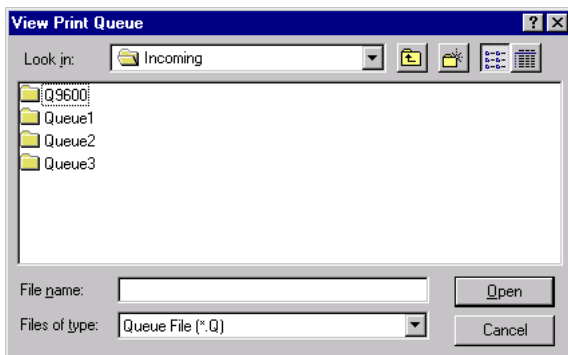 View Print Queue
Look in: Incoming
Q9600
Queue1
Queue2
Queue3
File name: Open
Files of type: Queue File (*.Q) Cancel